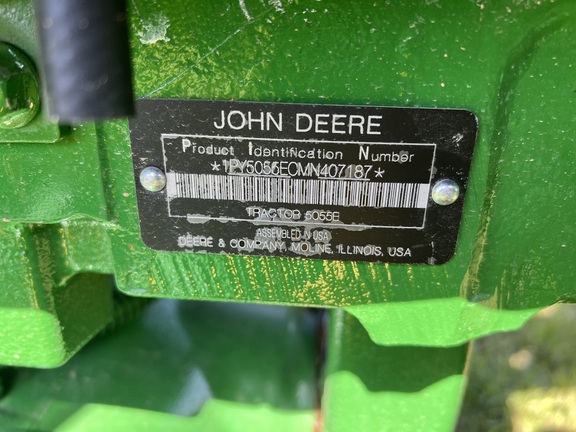 JOHN DEERE
Product Identification Number
*1PY5055ECMN407187*
TRACTOR 5055E
ASSEMBLED IN USA
DEERE & COMPANY, MOLINE, ILLINOIS, USA